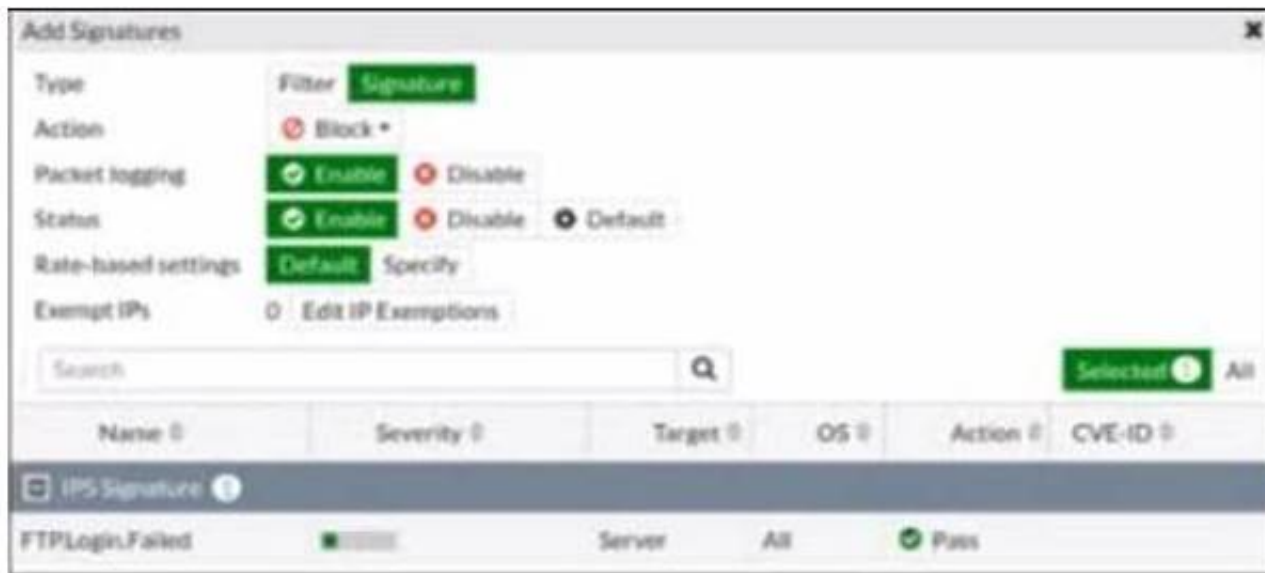 Add Signatures
Type Filter Signature
Action Block
Packet logging Enable Disable
Status Enable Disable Default
Rate-based settings Default Specify
Exempt IPs 0 Edit IP Exemptions
Search Selected 1 All
Name Severity Target OS Action CVE-ID
IPS Signature 1
FTP.Login.Failed Server All Pass